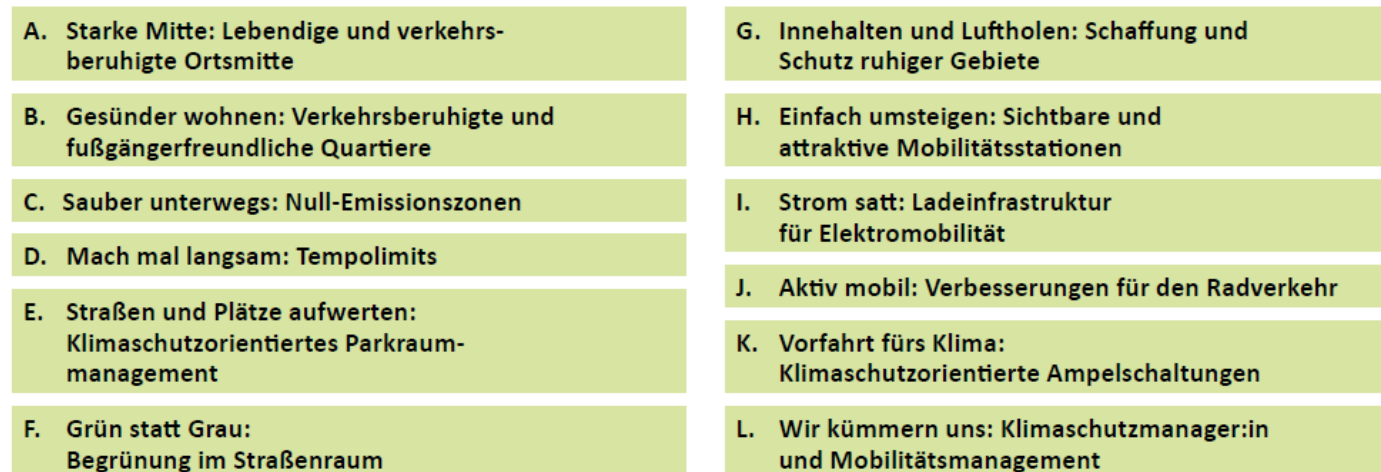 A. Starke Mitte: Lebendige und verkehrs-
beruhigte Ortsmitte
B. Gesünder wohnen: Verkehrsberuhigte und
fußgängerfreundliche Quartiere
C. Sauber unterwegs: Null-Emissionszonen
D. Mach mal langsam: Tempolimits
E. Straßen und Plätze aufwerten:
Klimaschutzorientiertes Parkraum-
management
F. Grün statt Grau:
Begrünung im Straßenraum
G. Innehalten und Luftholen: Schaffung und
Schutz ruhiger Gebiete
H. Einfach umsteigen: Sichtbare und
attraktive Mobilitätsstationen
I. Strom satt: Ladeinfrastruktur
für Elektromobilität
J. Aktiv mobil: Verbesserungen für den Radverkehr
K. Vorfahrt fürs Klima:
Klimaschutzorientierte Ampelschaltungen
L. Wir kümmern uns: Klimaschutzmanager:in
und Mobilitätsmanagement